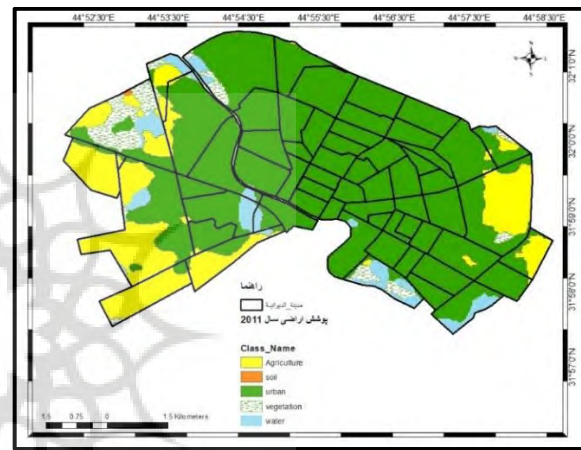 44°52'30"E 44°53'30"E 44°54'30"E 44°55'30"E 44°56'30"E 44°57'30"E 44°58'30"E
32°1'0"N
32°0'0"N
31°59'0"N
31°58'0"N
31°57'0"N
راهنما
مدينة_الديوانية
پوشش اراضی سال 2011
Class_Name
Agriculture
soil
urban
vegetation
water
1.5 0.75 0 1.5 Kilometers